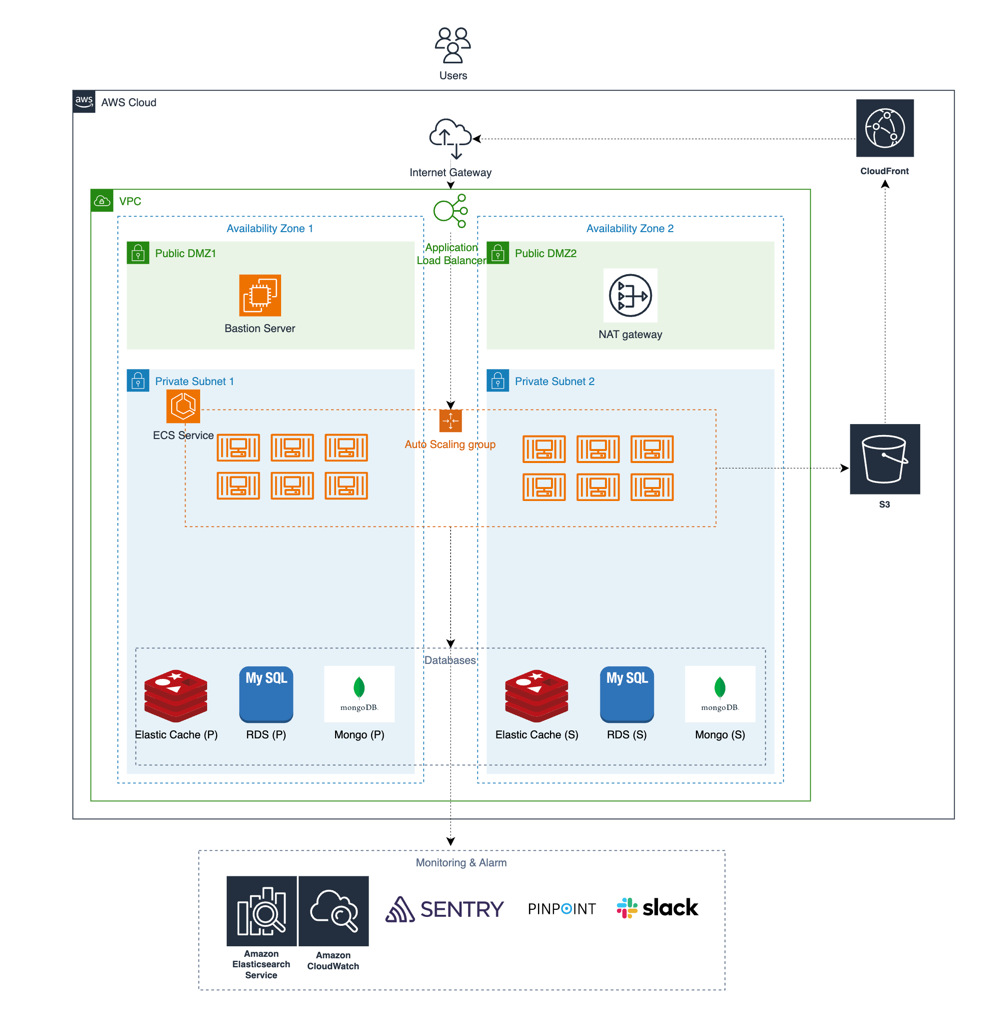 Users
aws
AWS Cloud
CloudFront
Internet Gateway
VPC
Availability Zone 1
Availability Zone 2
Application
Load Balancer
Public DMZ1
Public DMZ2
Bastion Server
NAT gateway
Private Subnet 1
Private Subnet 2
ECS Service
Auto Scaling group
S3
Databases
My SQL
mongoDB.
My SQL
mongoDB.
Elastic Cache (P)
RDS (P)
Mongo (P)
Elastic Cache (S)
RDS (S)
Mongo (S)
Monitoring & Alarm
SENTRY
PINPOINT
slack
Amazon
Elasticsearch
Service
Amazon
CloudWatch